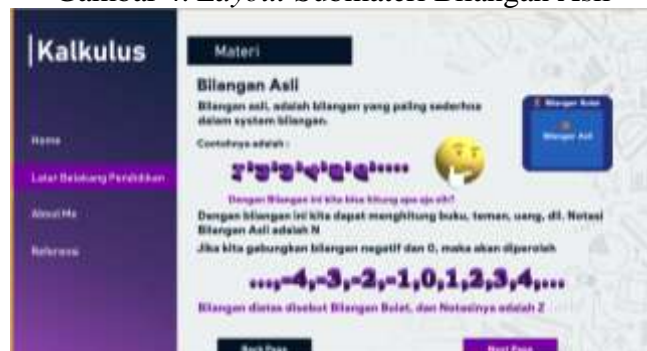 Gambar 4. Layout Submateri Bilangan Asli
Kalkulus
Materi
Home
Latar Belakang Pendidikan
About Me
Referensi
Bilangan Asli
Bilangan asli, adalah bilangan yang paling sederhna
dalam system bilangan.
Contohnya adalah :
Bilangan Bulat
Bilangan Asli
Dengan Bilangan ini kita bisa hitung apa aja sih?
Dengan bilangan ini kita dapat menghitung buku, teman, uang, dll. Notasi
Bilangan Asli adalah N
Jika kita gabungkan bilangan negatif dan 0, maka akan diperoleh
...,-4,-3,-2,-1,0,1,2,3,4,...
Bilangan diatas disebut Bilangan Bulat, dan Notasinya adalah Z
Back Page
Next Page